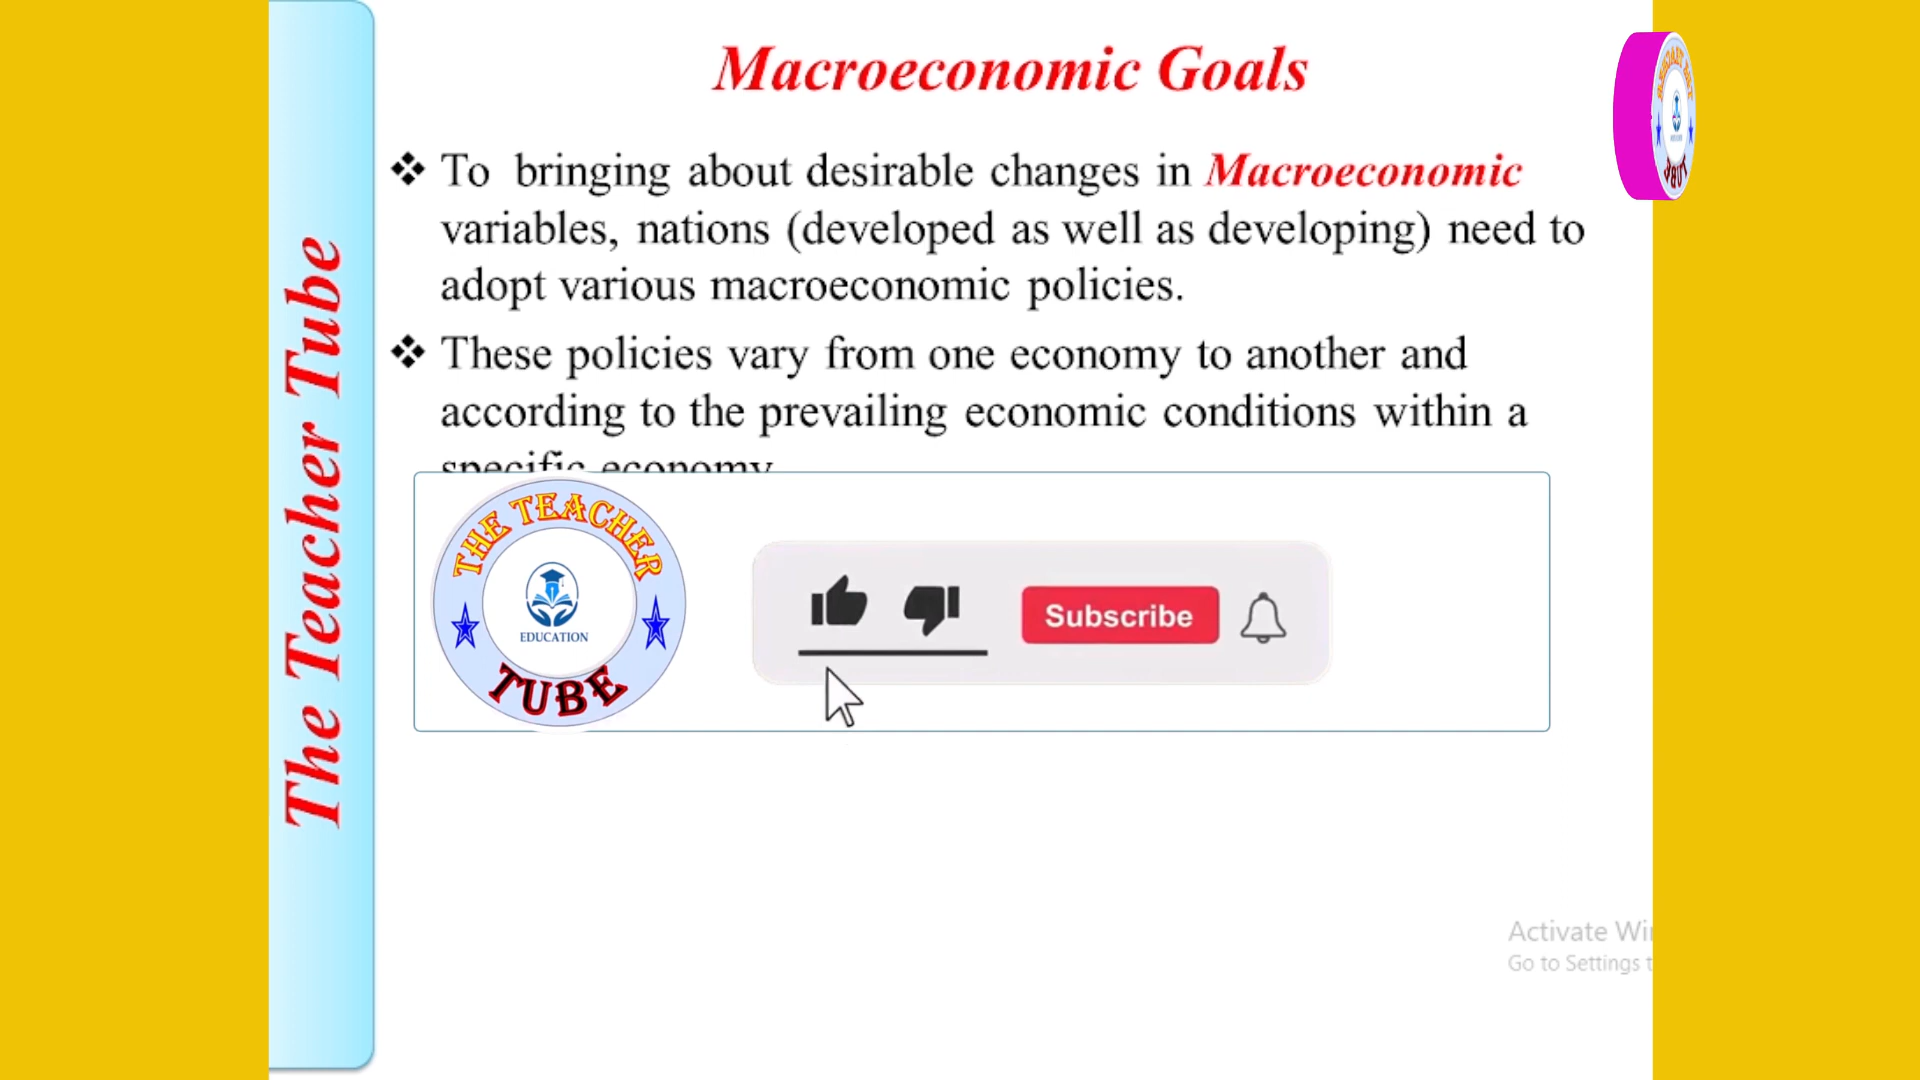 Macroeconomic Goals
❖ To bringing about desirable changes in Macroeconomic
variables, nations (developed as well as developing) need to
adopt various macroeconomic policies.
❖ These policies vary from one economy to another and
according to the prevailing economic conditions within a
specific economy
The Teacher Tube
THE TEACHER
EDUCATION
TUBE
Subscribe
Activate
Go to Settings